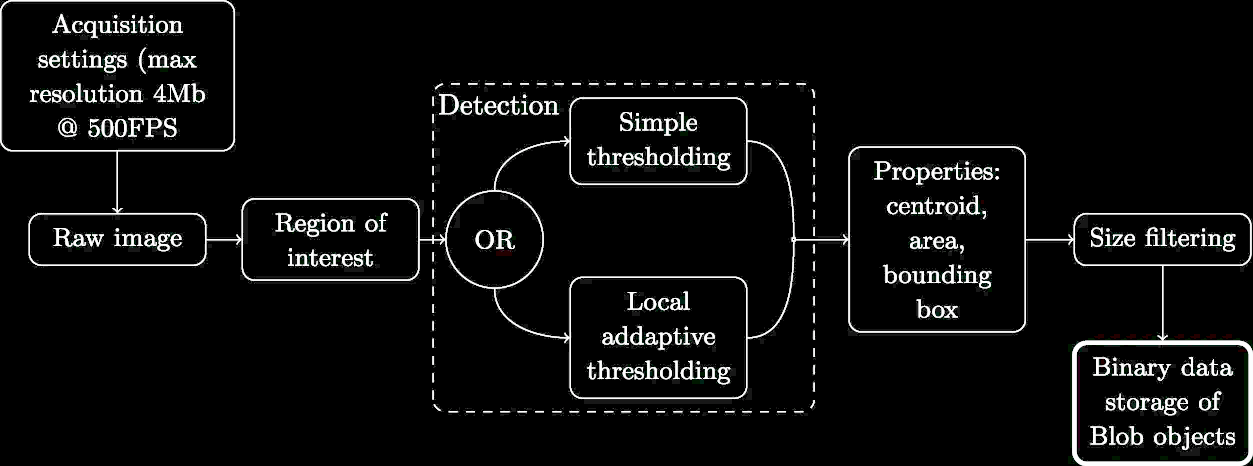 Acquisition
settings (max
resolution 4Mb
@ 500FPS
Raw image
Region of
interest
Detection
OR
Simple
thresholding
Local
addaptive
thresholding
Properties:
centroid,
area,
bounding
box
Size filtering
Binary data
storage of
Blob objects